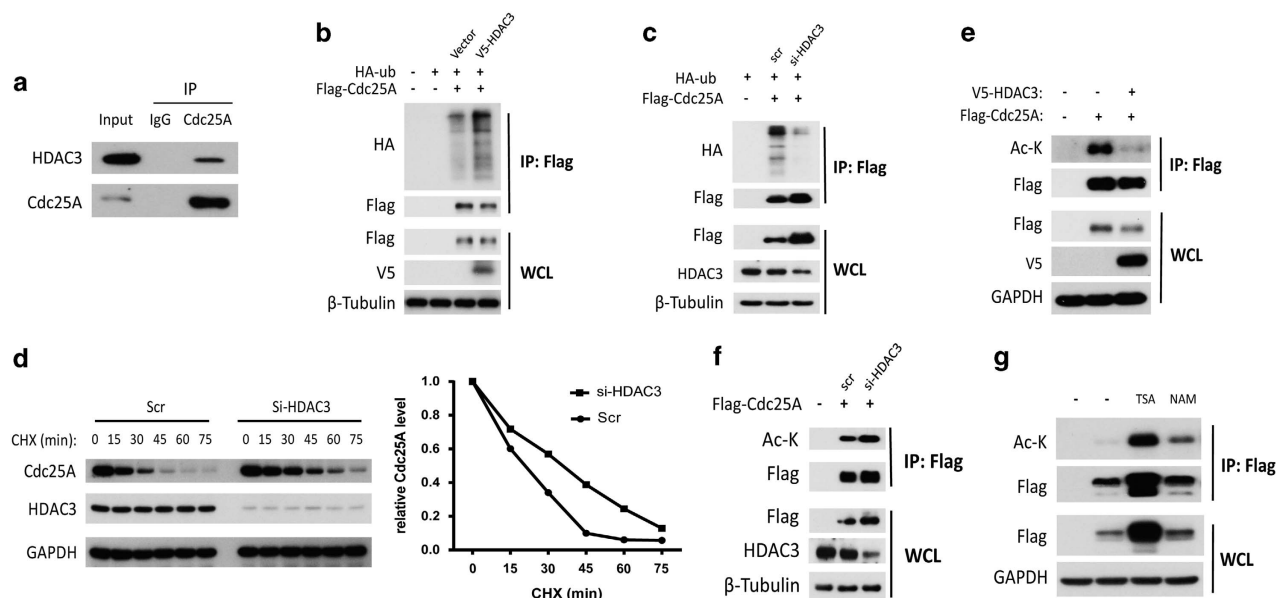 a
IP
Input IgG Cdc25A
HDAC3
Cdc25A
b
Vector
V5-HDAC3
HA-ub - + + +
Flag-Cdc25A - - + +
HA
IP: Flag
Flag
Flag
V5
WCL
β-Tubulin
c
scr
si-HDAC3
HA-ub + + +
Flag-Cdc25A - + +
HA
IP: Flag
Flag
Flag
HDAC3
WCL
β-Tubulin
e
V5-HDAC3: - - +
Flag-Cdc25A: - + +
Ac-K
IP: Flag
Flag
Flag
V5
WCL
GAPDH
d
Scr Si-HDAC3
CHX (min): 0 15 30 45 60 75 0 15 30 45 60 75
Cdc25A
HDAC3
GAPDH
relative Cdc25A level
1.0
0.8
0.6
0.4
0.2
0.0
si-HDAC3
Scr
0 15 30 45 60 75
CHX (min)
f
scr
si-HDAC3
Flag-Cdc25A - + +
Ac-K
IP: Flag
Flag
Flag
HDAC3
WCL
β-Tubulin
g
- - TSA NAM
Ac-K
IP: Flag
Flag
Flag
WCL
GAPDH